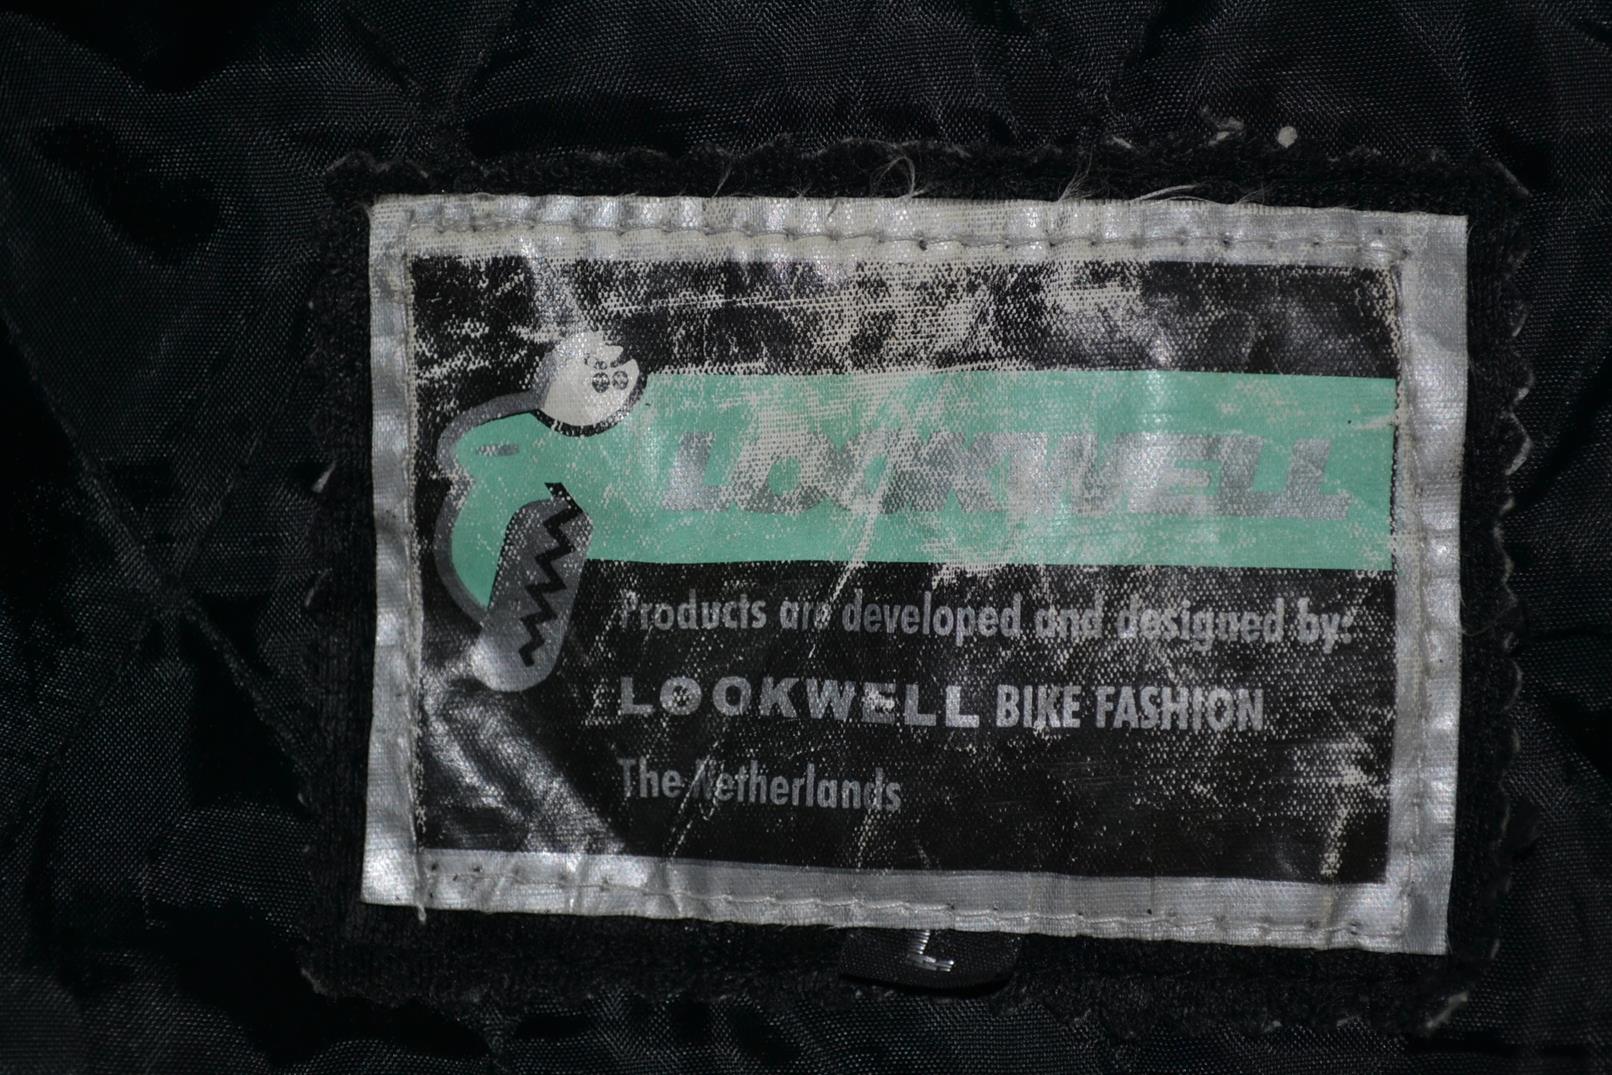 LOOKWELL
Products are developed and designed by:
LOOKWELL BIKE FASHION
The Netherlands
L